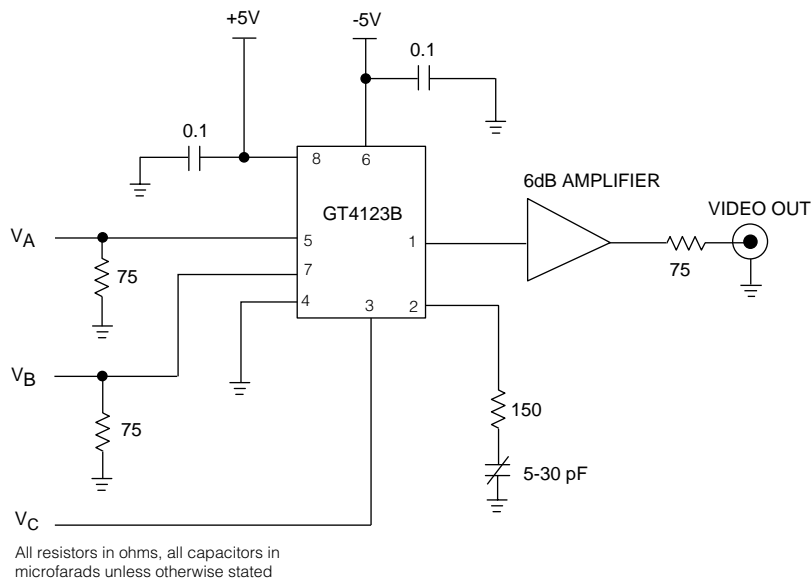 +5V
-5V
0.1
0.1
8
6
6dB AMPLIFIER
GT4123B
VIDEO OUT
VA
5
1
75
7
75
4
3
2
VB
150
75
5-30 pF
VC
All resistors in ohms, all capacitors in
microfarads unless otherwise stated